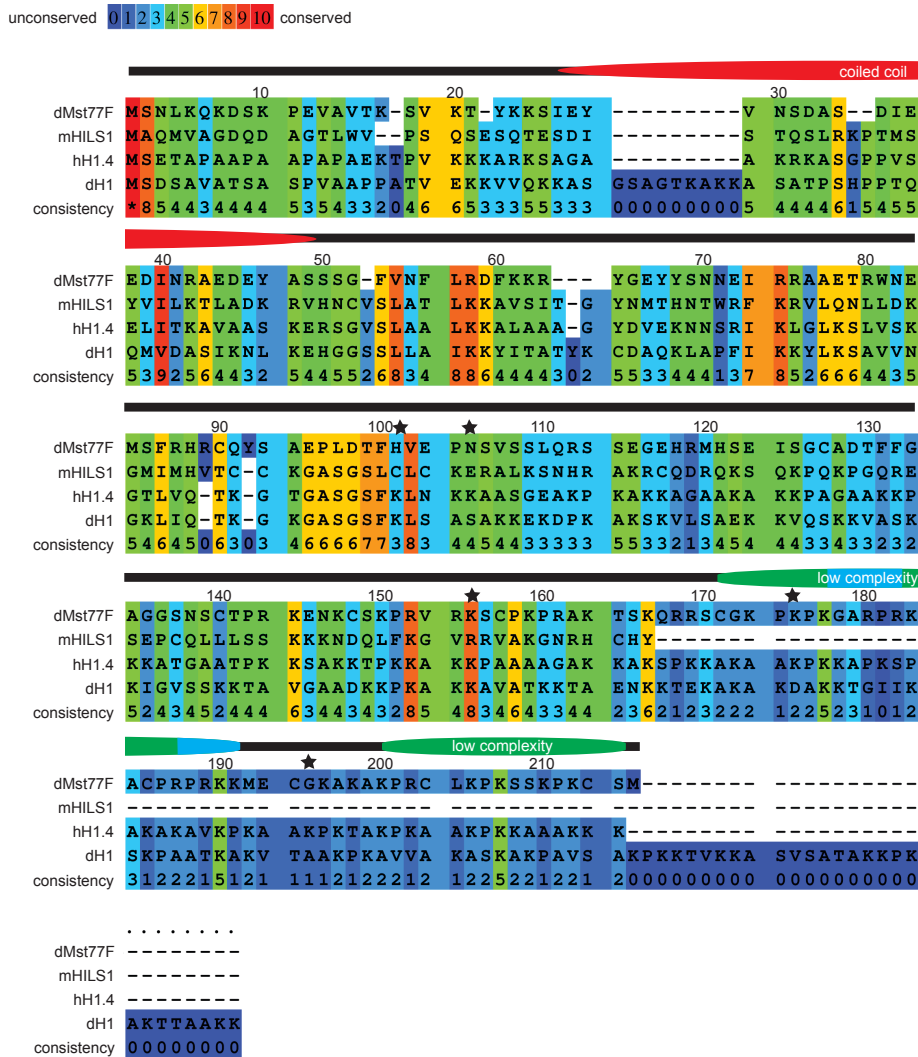 unconserved 0 1 2 3 4 5 6 7 8 9 10 conserved
coiled coil
10 20 30
dMst77F MSNLKQKDSK PEVAVTK-SV KT-YKKSIEY --------V NSDAS--DIE
mHILS1 MAQMVAGDQD AGTLWV--PS QSESQTESDI --------S TQSLRKPTMS
hH1.4 MSETAPAAPA APAPAEKTPV KKKARKSAGA --------A KRKASGPPVS
dH1 MSDSAVATSA SPVAAPPATV EKKVVQKKAS GSAGTKAKKA SATPSHPPTQ
consistency *854434444 5354332046 6533355333 0000000005 4444615455
40 50 60 70 80
dMst77F EDINRAEDEY ASSSG-FVNF LRDFKKR--- YGEYYSNNEI RRAAETRWNE
mHILS1 YVILKTLADK RVHNCVSLAT LKKAVSIT-G YNMTHNTWRF KRVLQNLLDK
hH1.4 ELITKAVAAS KERSGVSLAA LKKALAAA-G YDVEKNNSRI KLGLKSLVSK
dH1 QMVDASIKNL KEHGGSSLLA IKKYITATYK CDAQKLAPFI KKYLKSAVVN
consistency 5392564432 5445526834 8864444302 5533444137 8526664435
90 100 ★ ★ 110 120 130
dMst77F MSFRHRCQYS AEPLDTFHVE PNSVSSLQRS SEGEHRMHSE ISGCADTFFG
mHILS1 GMIMHVTC-C KGASGSLCLC KERALKSNHR AKRCQDRQKS QKPQKPGQRE
hH1.4 GTLVQ-TK-G TGASGSFKLN KKAASGEAKP KAKKAGAAKA KKPAGAAKKP
dH1 GKLIQ-TK-G KGASGSFKLS ASAKKEKDPK AKSKVLSAEK KVQSKKVASK
consistency 5464506303 4666677383 4454433333 5533213454 4433433232
low complexity
140 150 ★ 160 170 ★ 180
dMst77F AGGSNSCTPR KENKCSKPRV RKSCPKPRAK TSKQRRSCGK PKPKGARPRK
mHILS1 SEPCQLLLSS KKKNDQLFKG VRRVAKGNRH CHY------- ----------
hH1.4 KKATGAATPK KSAKKTPKKA KKPAAAAGAK KAKSPKKAKA AKPKKAPKSP
dH1 KIGVSSKKTA VGAADKKPKA KKAVATKKTA ENKKTEKAKA KDAKKTGIIK
consistency 5243452444 6344343285 4834643344 2362123222 1225231012
low complexity
190 ★ 200 210
dMst77F ACPRPRKKME CGKAKAKPRC LKPKSSKPKC SM-------- ----------
mHILS1 ---------- ---------- ---------- ---------- ----------
hH1.4 AKAKAVKPKA AKPKTAKPKA AKPKKAAAKK K--------- ----------
dH1 SKPAATKAKV TAAKPKAVVA KASKAKPAVS AKPKKTVKKA SVSATAKKPK
consistency 3122215121 1112122212 1225221221 2000000000 0000000000
. . . . . . . .
dMst77F --------
mHILS1 --------
hH1.4 --------
dH1 AKTTAAKK
consistency 00000000